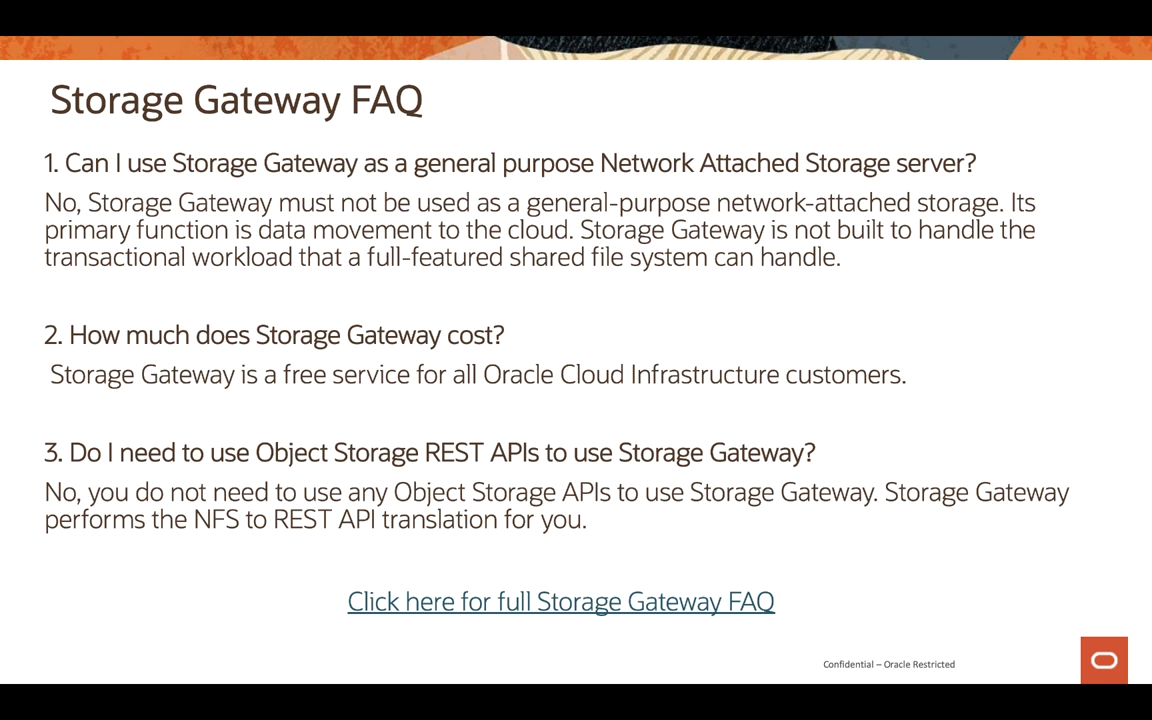 Storage Gateway FAQ
1. Can I use Storage Gateway as a general purpose Network Attached Storage server?
No, Storage Gateway must not be used as a general-purpose network-attached storage. Its
primary function is data movement to the cloud. Storage Gateway is not built to handle the
transactional workload that a full-featured shared file system can handle.
2. How much does Storage Gateway cost?
Storage Gateway is a free service for all Oracle Cloud Infrastructure customers.
3. Do I need to use Object Storage REST APIs to use Storage Gateway?
No, you do not need to use any Object Storage APIs to use Storage Gateway. Storage Gateway
performs the NFS to REST API translation for you.
Click here for full Storage Gateway FAQ
Confidential – Oracle Restricted